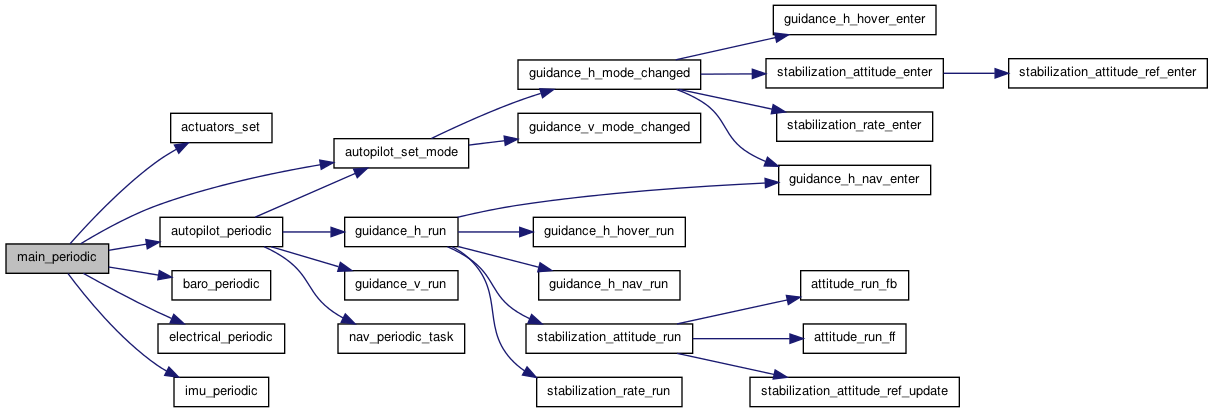 guidance_h_hover_enter
guidance_h_mode_changed
stabilization_attitude_enter
stabilization_attitude_ref_enter
actuators_set
guidance_v_mode_changed
stabilization_rate_enter
autopilot_set_mode
guidance_h_nav_enter
autopilot_periodic
guidance_h_run
guidance_h_hover_run
main_periodic
baro_periodic
guidance_v_run
guidance_h_nav_run
attitude_run_fb
electrical_periodic
nav_periodic_task
stabilization_attitude_run
attitude_run_ff
imu_periodic
stabilization_rate_run
stabilization_attitude_ref_update